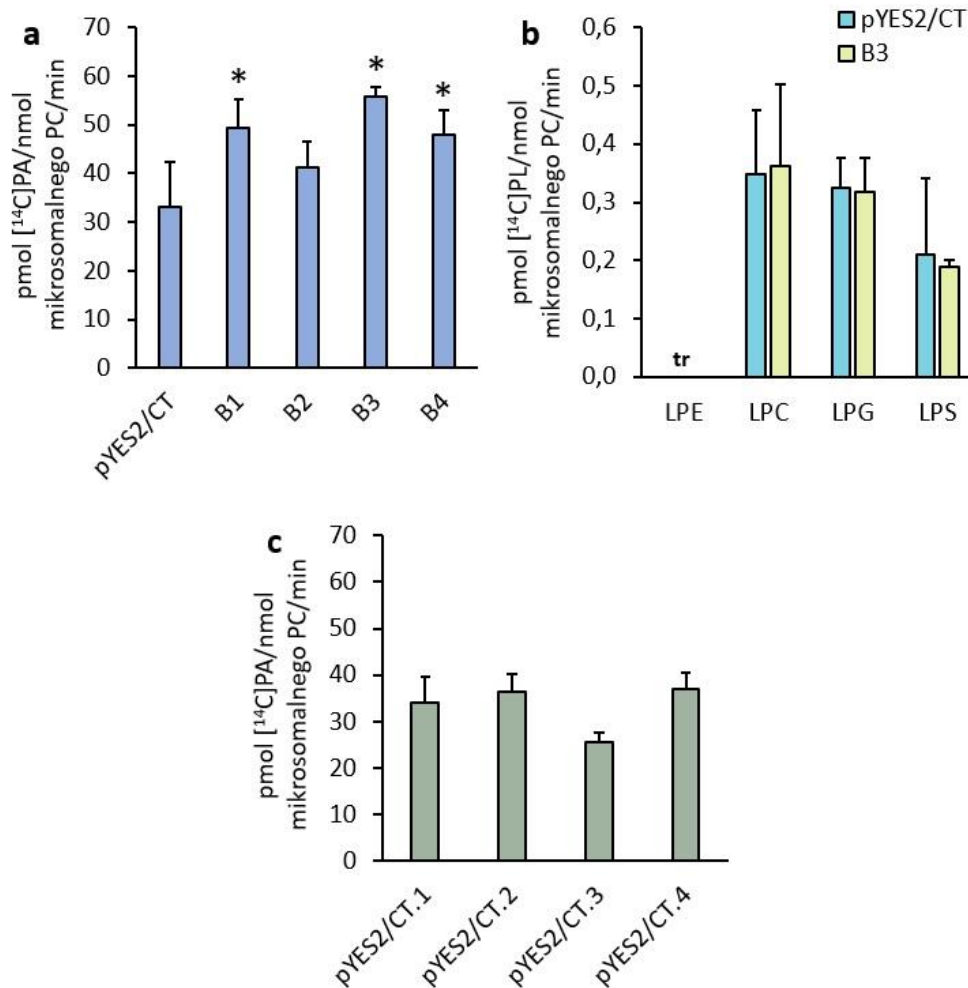 a
pmol [¹⁴C]PA/nmol
mikrosomalnego PC/min
70
60
50
40
30
20
10
0
*
*
*
pYES2/CT
B1
B2
B3
B4
b
pYES2/CT
B3
pmol [¹⁴C]PL/nmol
mikrosomalnego PC/min
0,6
0,5
0,4
0,3
0,2
0,1
0,0
tr
LPE
LPC
LPG
LPS
c
pmol [¹⁴C]PA/nmol
mikrosomalnego PC/min
70
60
50
40
30
20
10
0
pYES2/CT.1
pYES2/CT.2
pYES2/CT.3
pYES2/CT.4